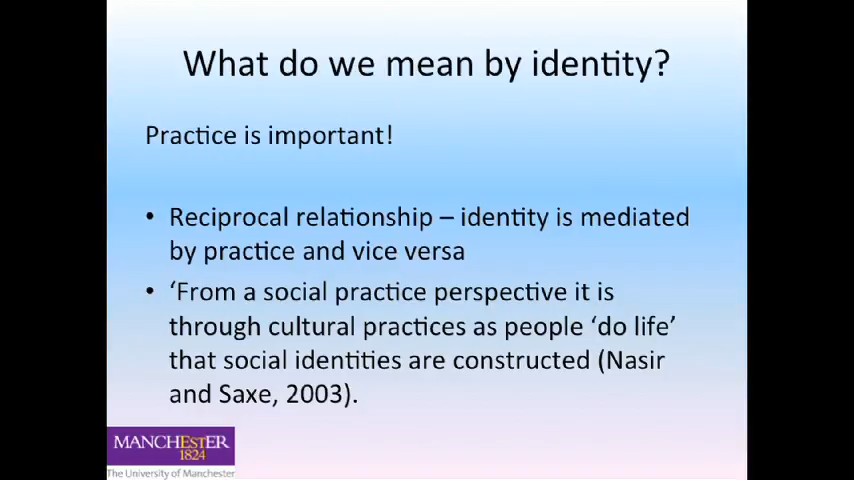 What do we mean by identity?
Practice is important!
• Reciprocal relationship – identity is mediated
by practice and vice versa
• ‘From a social practice perspective it is
through cultural practices as people ‘do life’
that social identities are constructed (Nasir
and Saxe, 2003).
MANCHESTER
1824
The University of Manchester